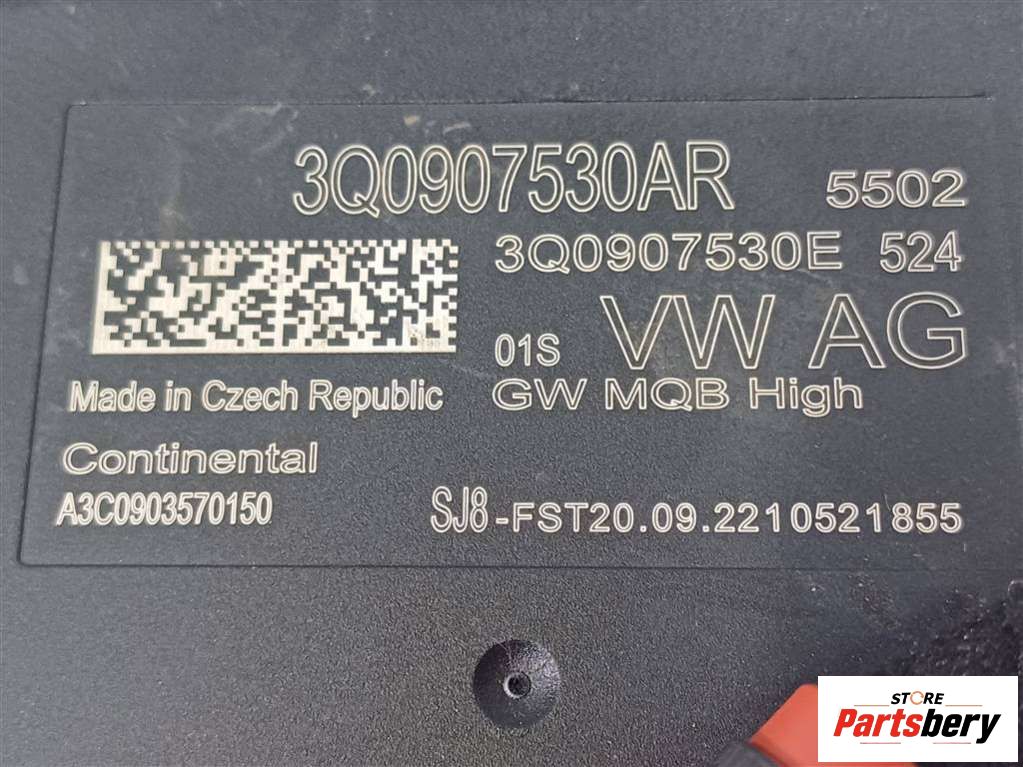 3Q0907530AR 5502
3Q0907530E 524
01S VW AG
Made in Czech Republic GW MQB High
Continental
A3C0903570150 SJ8-FST20.09.2210521855
STORE
Partsbery